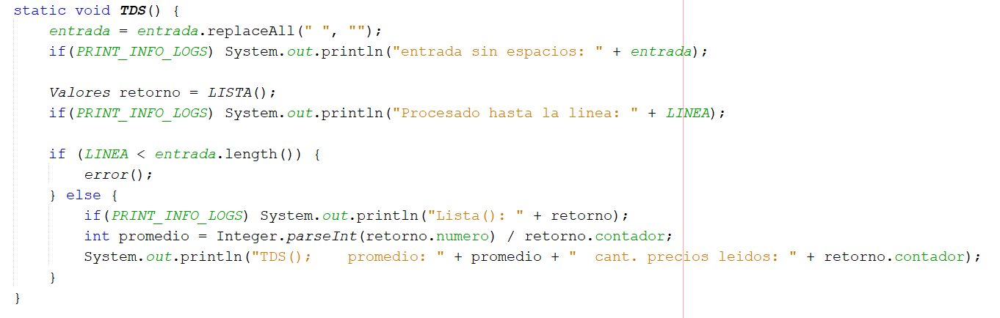 static void TDS() {
    entrada = entrada.replaceAll(" ", "");
    if(PRINT_INFO_LOGS) System.out.println("entrada sin espacios: " + entrada);

    Valores retorno = LISTA();
    if(PRINT_INFO_LOGS) System.out.println("Procesado hasta la linea: " + LINEA);

    if (LINEA < entrada.length()) {
        error();
    } else {
        if(PRINT_INFO_LOGS) System.out.println("Lista(): " + retorno);
        int promedio = Integer.parseInt(retorno.numero) / retorno.contador;
        System.out.println("TDS();    promedio: " + promedio + "  cant. precios leidos: " + retorno.contador);
    }
}